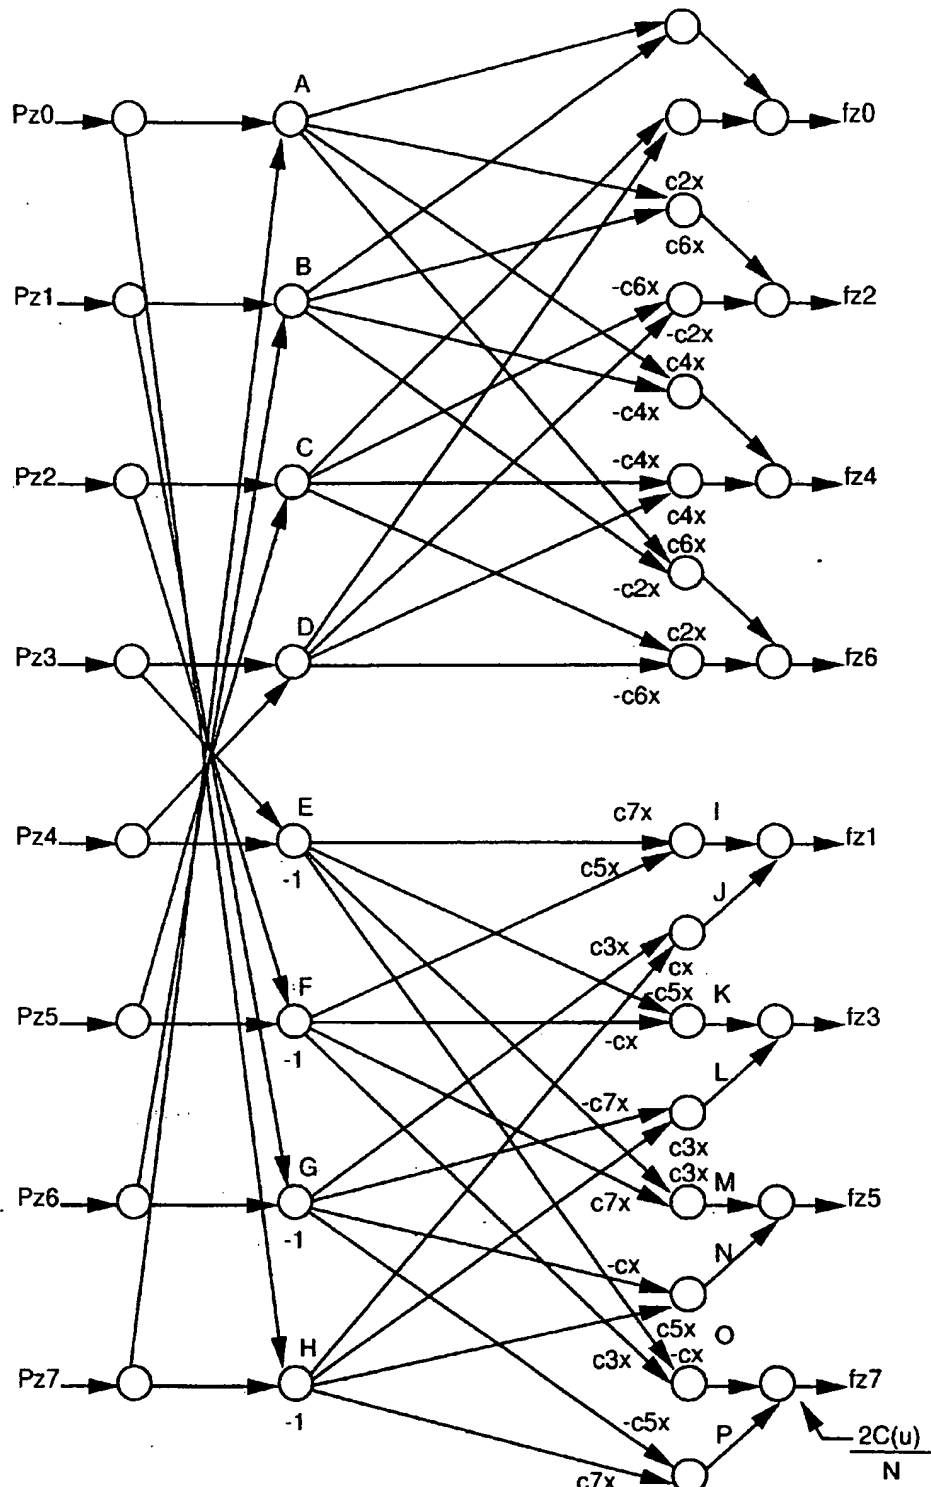 A
Pz0
fz0
c2x
c6x
B
Pz1
-c6x
fz2
-c2x
c4x
-c4x
C
Pz2
-c4x
fz4
c4x
c6x
-c2x
D
c2x
Pz3
fz6
-c6x
E
c7x
I
Pz4
fz1
-1
c5x
J
c3x
cx
F
-c5x
K
Pz5
-cx
fz3
-1
L
-c7x
c3x
G
c3x
M
Pz6
c7x
fz5
-1
-cx
N
c5x
O
H
c3x
-cx
Pz7
fz7
-1
-c5x
P
2C(u)
N
c7x